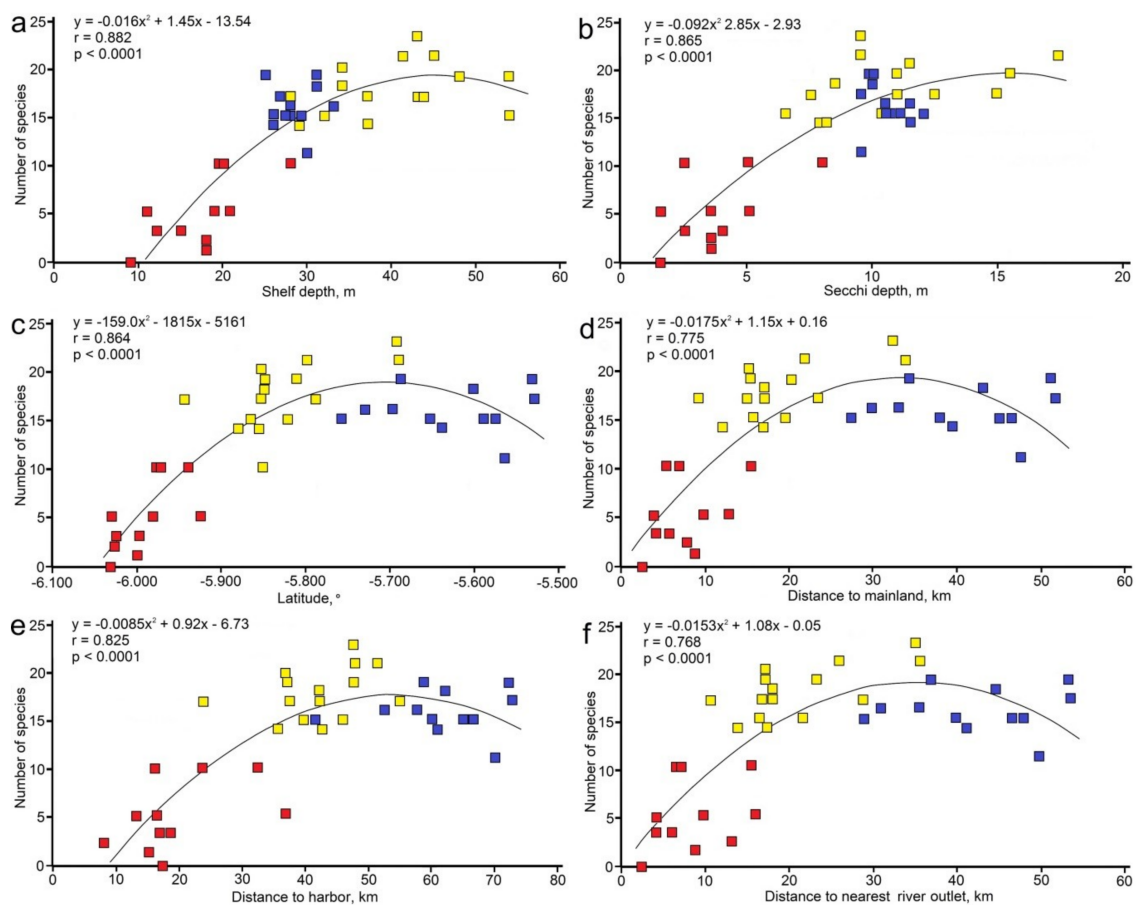 a
y = -0.016x² + 1.45x - 13.54
r = 0.882
p < 0.0001
Number of species
25
20
15
10
5
0
0 10 20 30 40 50 60
Shelf depth, m
b
y = -0.092x² 2.85x - 2.93
r = 0.865
p < 0.0001
Number of species
25
20
15
10
5
0
0 5 10 15 20
Secchi depth, m
c
y = -159.0x² - 1815x - 5161
r = 0.864
p < 0.0001
Number of species
25
20
15
10
5
0
-6.100 -6.000 -5.900 -5.800 -5.700 -5.600 -5.500
Latitude, °
d
y = -0.0175x² + 1.15x + 0.16
r = 0.775
p < 0.0001
Number of species
25
20
15
10
5
0
0 10 20 30 40 50 60
Distance to mainland, km
e
y = -0.0085x² + 0.92x - 6.73
r = 0.825
p < 0.0001
Number of species
25
20
15
10
5
0
0 10 20 30 40 50 60 70 80
Distance to harbor, km
f
y = -0.0153x² + 1.08x - 0.05
r = 0.768
p < 0.0001
Number of species
25
20
15
10
5
0
0 10 20 30 40 50 60
Distance to nearest river outlet, km